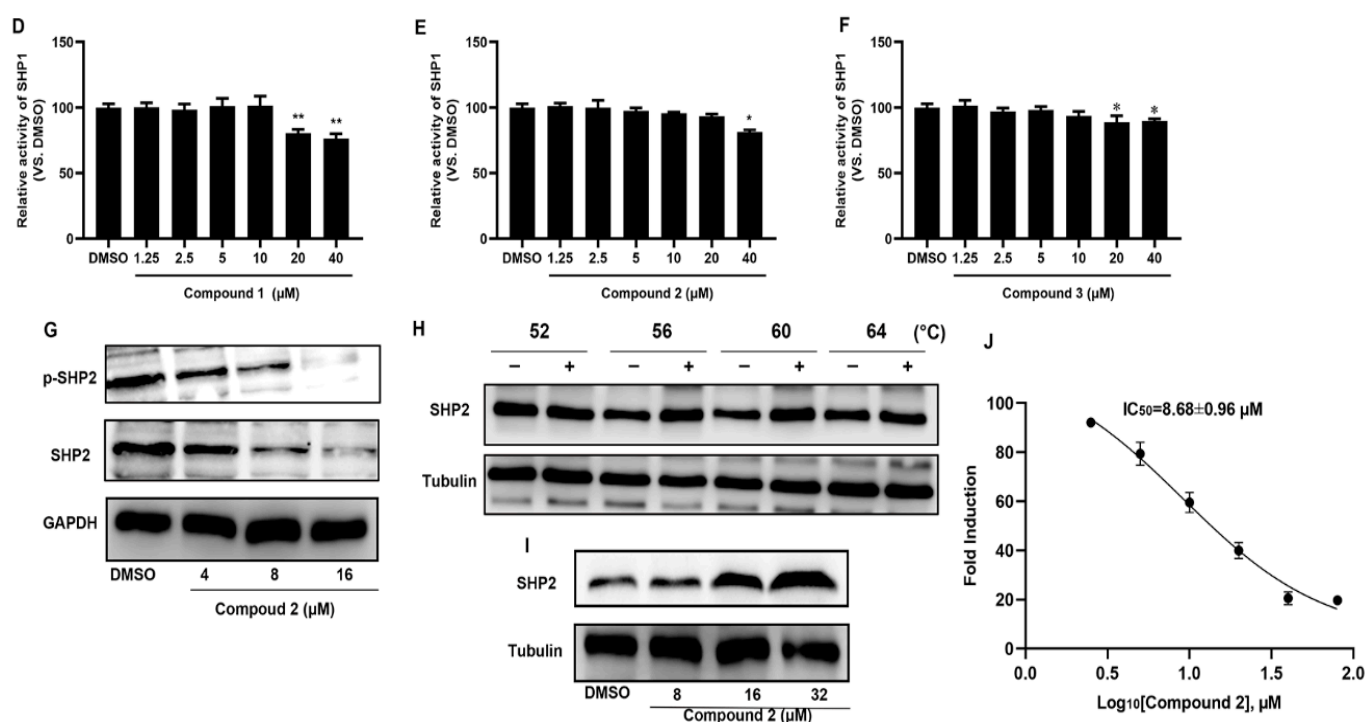 D
150
100
50
0
Relative activity of SHP1
(VS. DMSO)
** **
DMSO 1.25 2.5 5 10 20 40
Compound 1 (µM)
E
150
100
50
0
Relative activity of SHP1
(VS. DMSO)
*
DMSO 1.25 2.5 5 10 20 40
Compound 2 (µM)
F
150
100
50
0
Relative activity of SHP1
(VS. DMSO)
* *
DMSO 1.25 2.5 5 10 20 40
Compound 3 (µM)
G
p-SHP2
SHP2
GAPDH
DMSO 4 8 16
Compoud 2 (µM)
H
52 56 60 64 (°C)
– + – + – + – +
SHP2
Tubulin
I
SHP2
Tubulin
DMSO 8 16 32
Compound 2 (µM)
J
IC50=8.68±0.96 µM
100
80
60
40
20
0
Fold Induction
0.0 0.5 1.0 1.5 2.0
Log10[Compound 2], µM